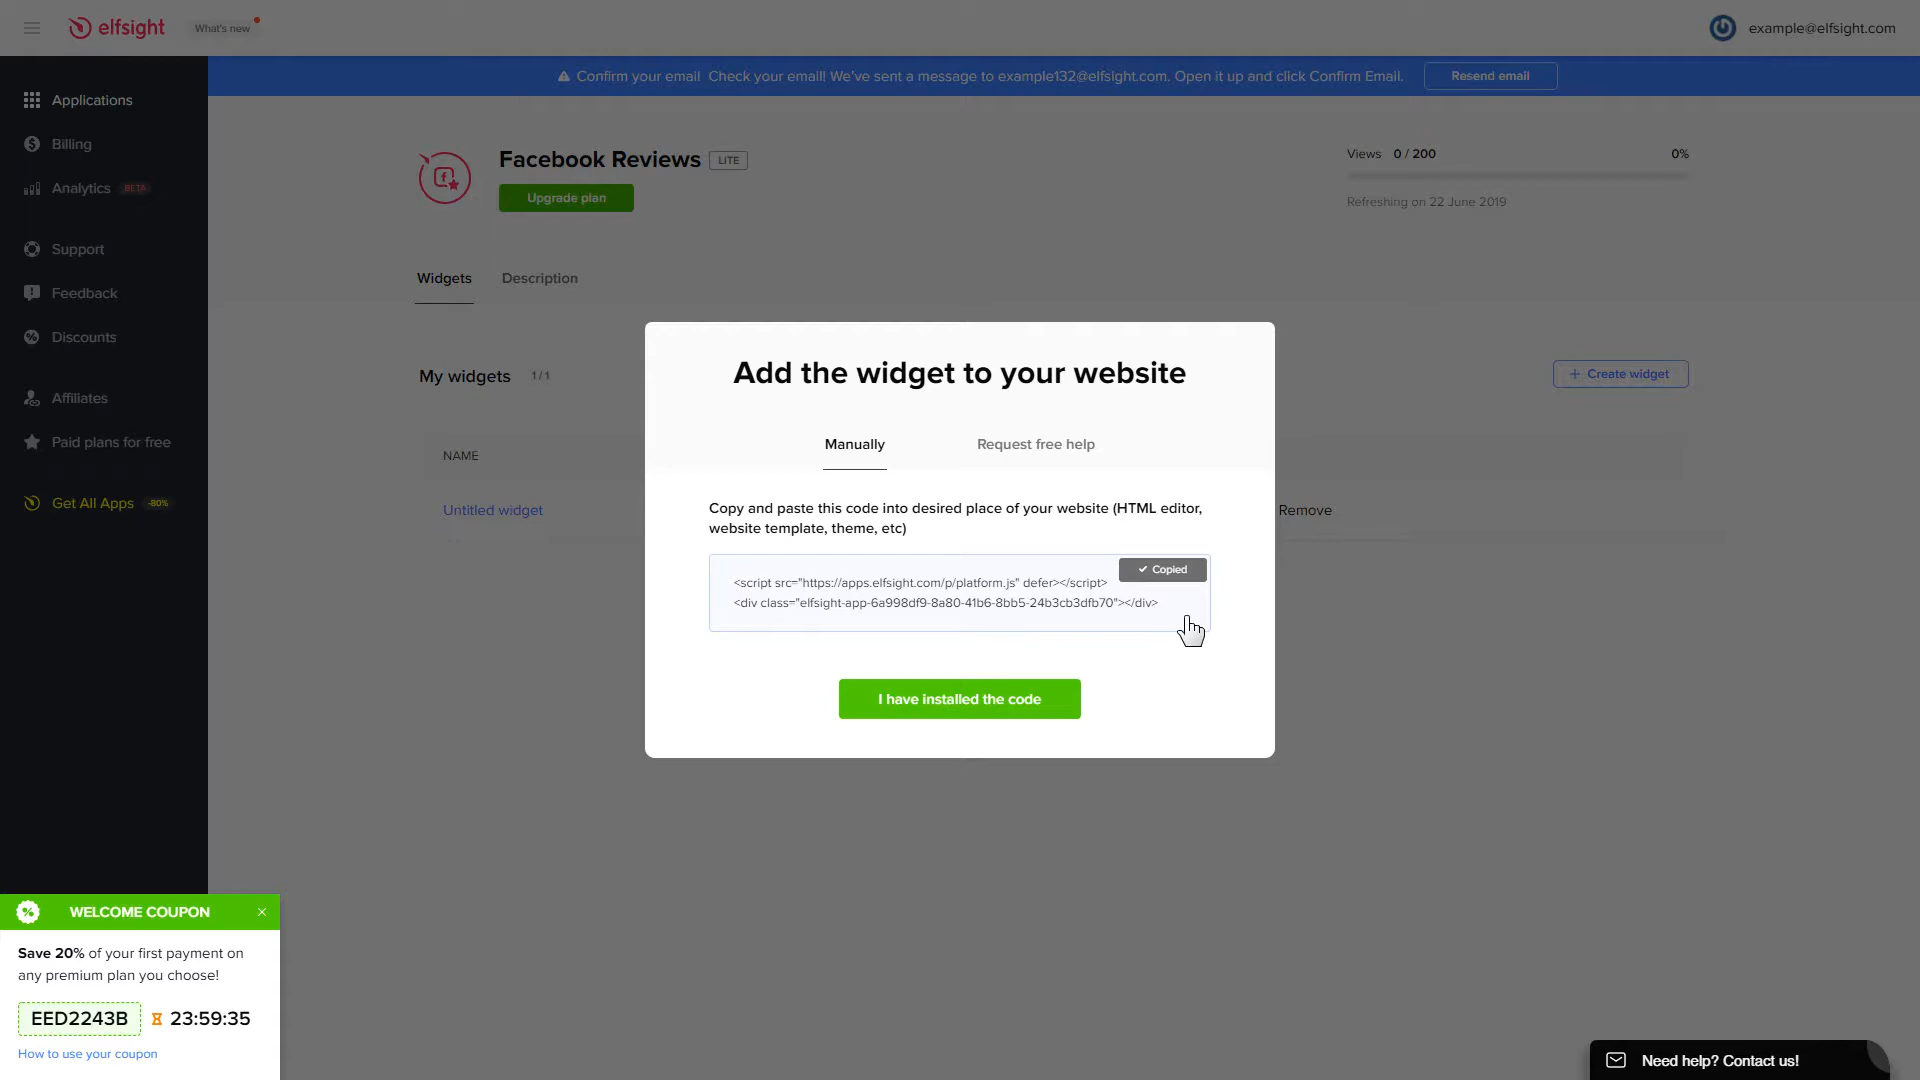 elfsight
What's new
example@elfsight.com
Confirm your email Check your email! We've sent a message to example132@elfsight.com. Open it up and click Confirm Email.
Resend email
Applications
Billing
Analytics BETA
Support
Feedback
Discounts
Affiliates
Paid plans for free
Get All Apps -80%
Facebook Reviews LITE
Upgrade plan
Views 0 / 200 0%
Refreshing on 22 June 2019
Widgets Description
My widgets 1/1
+ Create widget
NAME
Untitled widget
Remove
Add the widget to your website
Manually Request free help
Copy and paste this code into desired place of your website (HTML editor,
website template, theme, etc)
Copied
<script src="https://apps.elfsight.com/p/platform.js" defer></script>
<div class="elfsight-app-6a998df9-8a80-41b6-8bb5-24b3cb3dfb70"></div>
I have installed the code
WELCOME COUPON
Save 20% of your first payment on
any premium plan you choose!
EED2243B 23:59:35
How to use your coupon
Need help? Contact us!